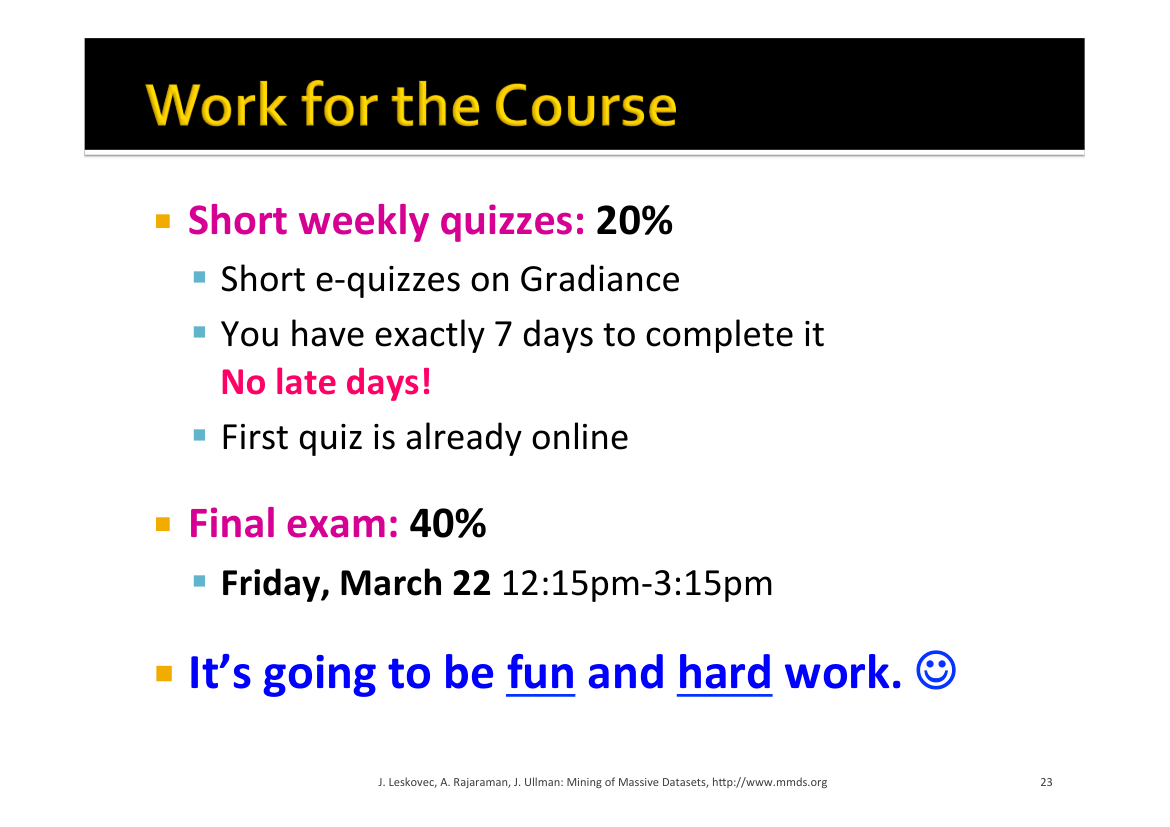 Work for the Course
Short weekly quizzes: 20%
Short e-quizzes on Gradiance
You have exactly 7 days to complete it
No late days!
First quiz is already online
Final exam: 40%
Friday, March 22 12:15pm-3:15pm
It’s going to be fun and hard work. ☺
J. Leskovec, A. Rajaraman, J. Ullman: Mining of Massive Datasets, http://www.mmds.org
23